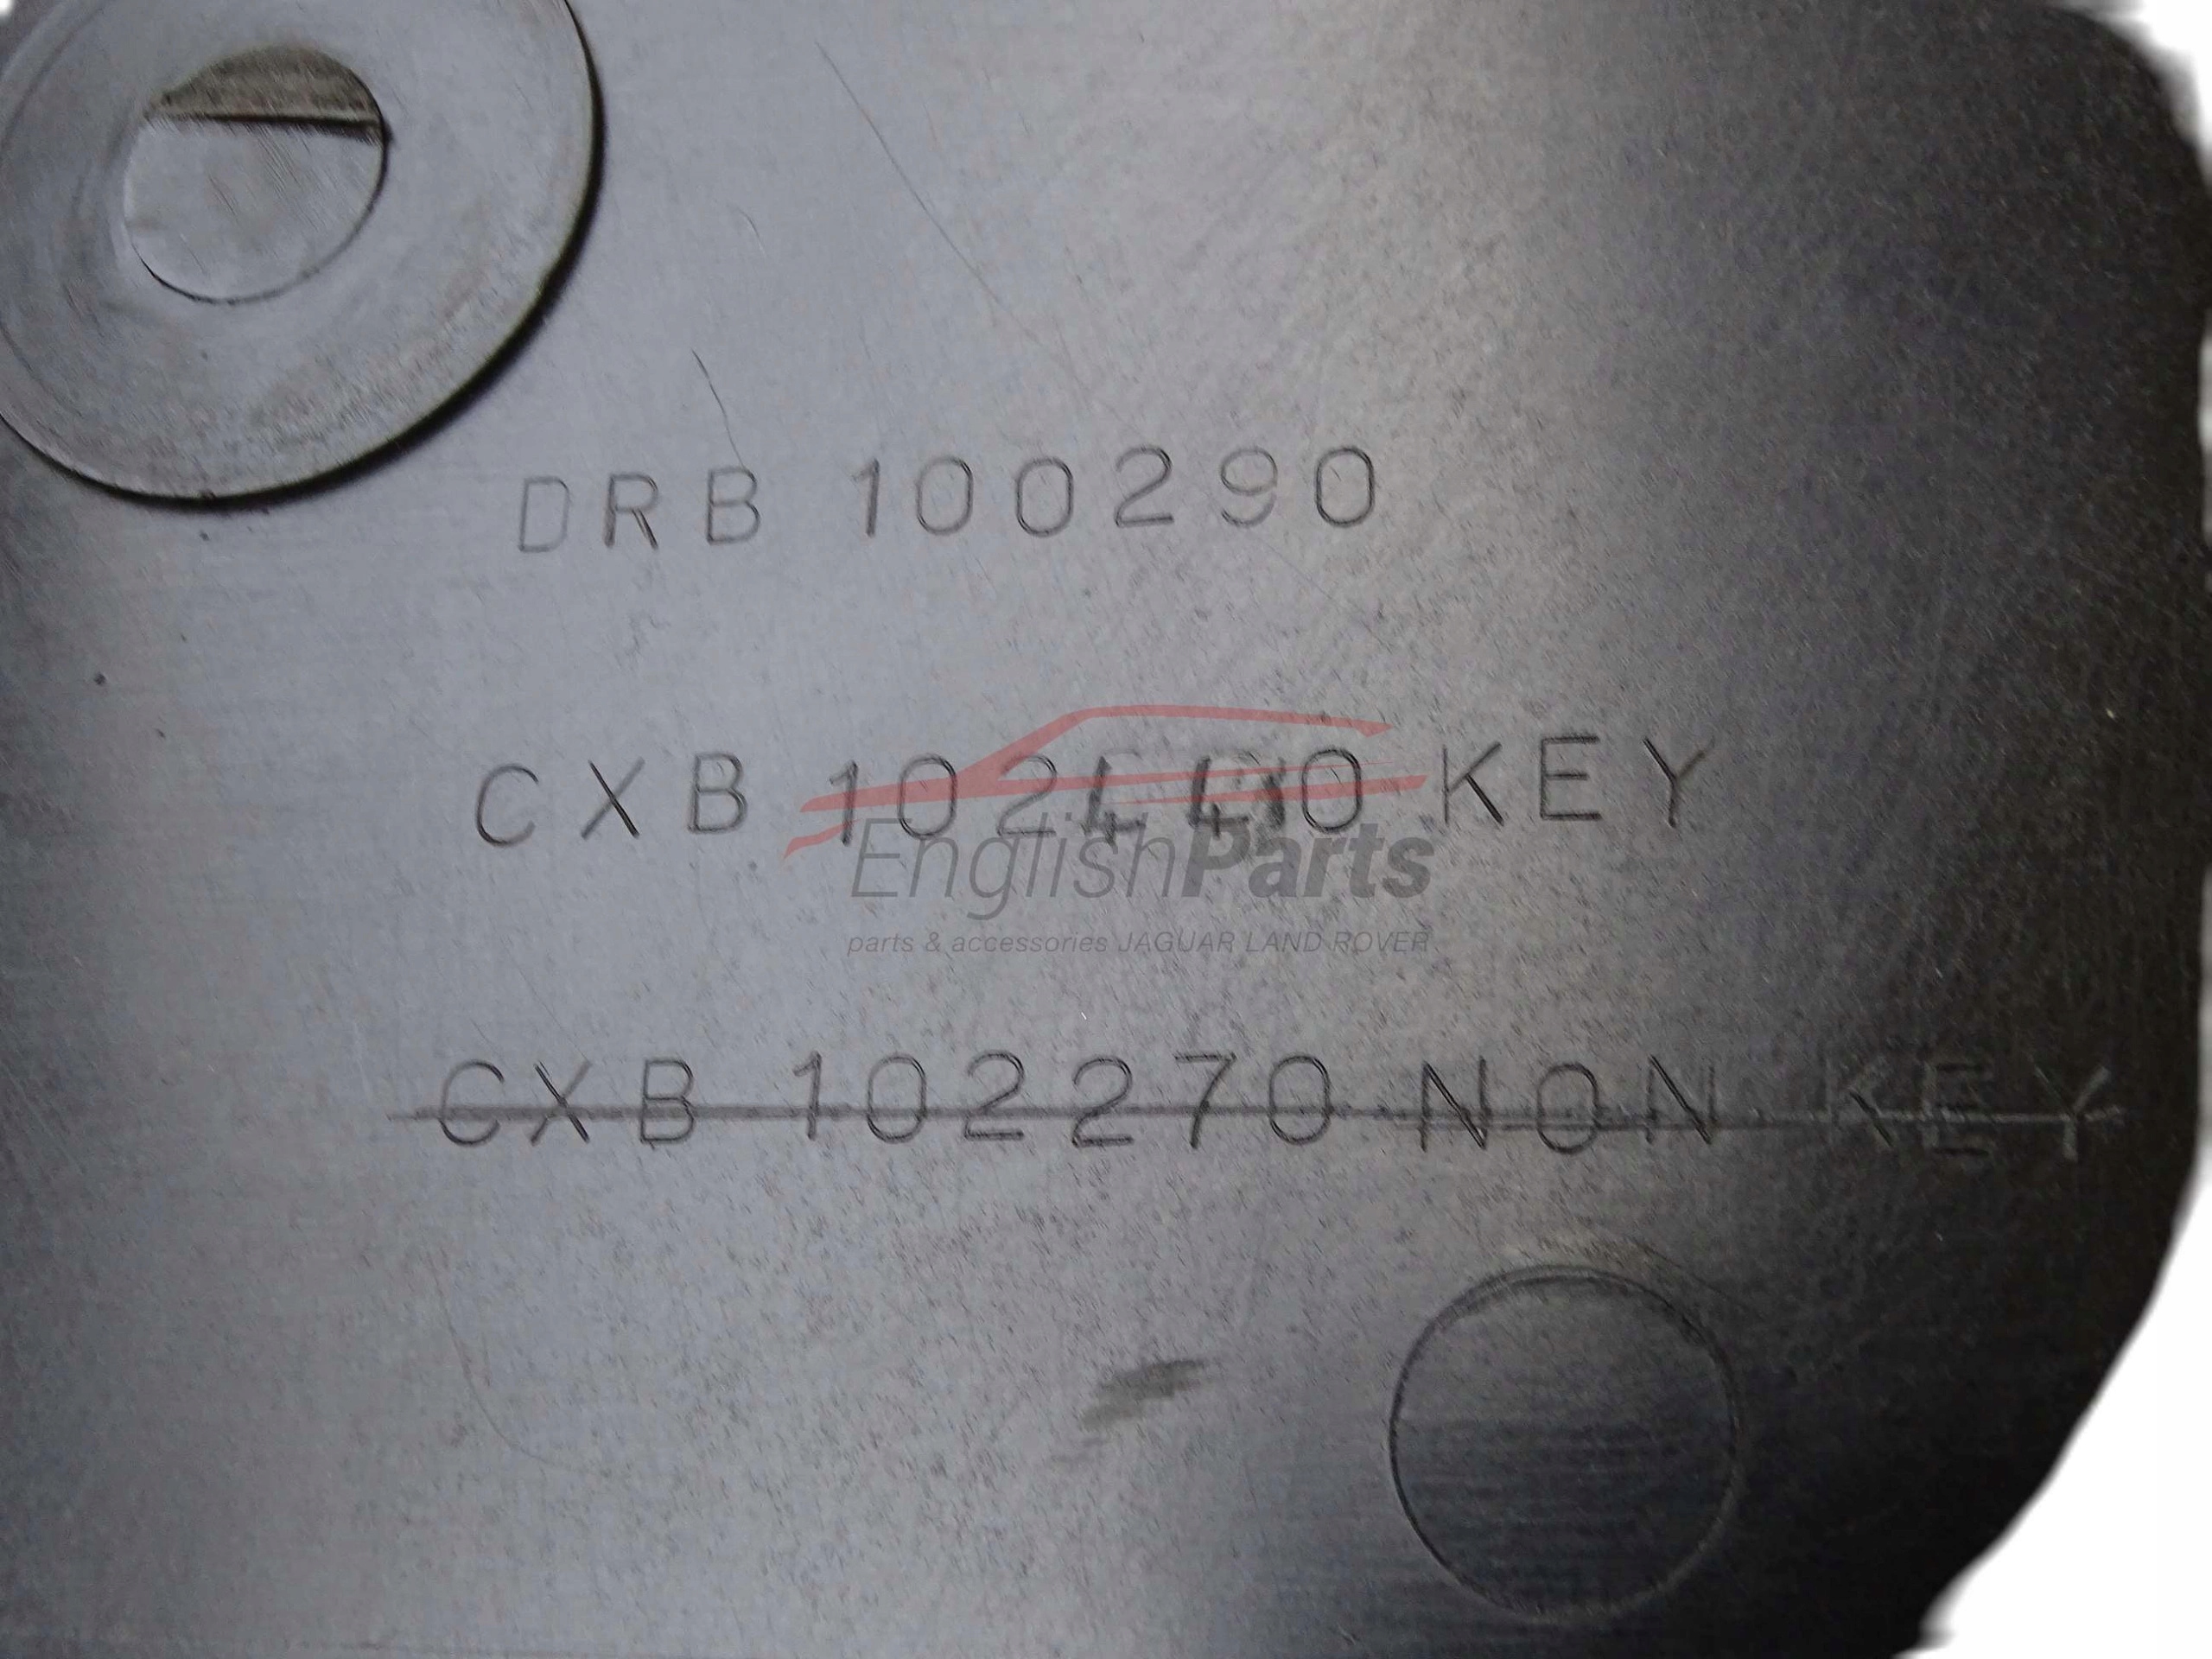 DRB 100290
CXB 102440 KEY
EnglishParts
parts & accessories JAGUAR LAND ROVER
CXB 102270 NON KEY